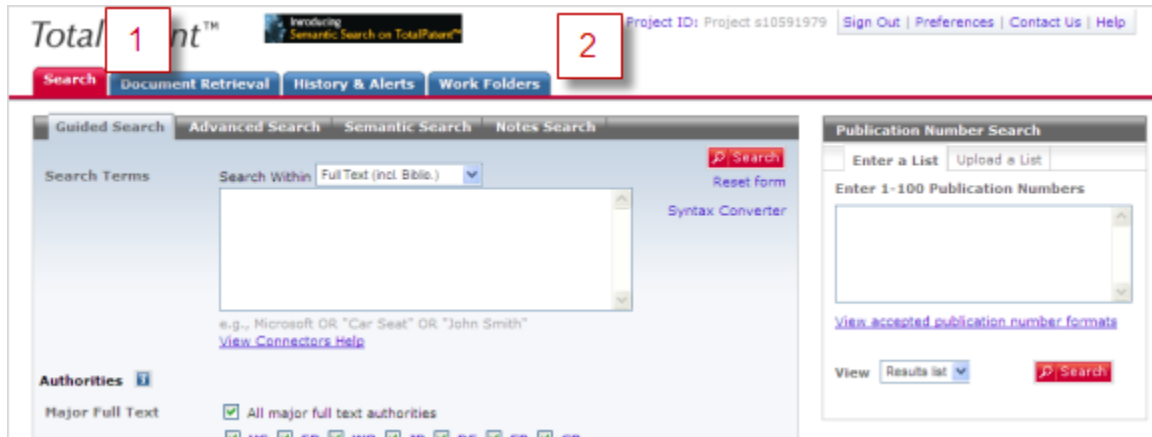 Total 1 nt™
Introducing
Semantic Search on TotalPatent™
2
Project ID: Project s10591979
Sign Out | Preferences | Contact Us | Help
Search
Document Retrieval
History & Alerts
Work Folders
Guided Search
Advanced Search
Semantic Search
Notes Search
Search Terms
Search Within
Full Text (incl. Biblio.)
Search
Reset form
Syntax Converter
e.g., Microsoft OR "Car Seat" OR "John Smith"
View Connectors Help
Authorities
Major Full Text
All major full text authorities
Publication Number Search
Enter a List
Upload a List
Enter 1-100 Publication Numbers
View accepted publication number formats
View
Results list
Search